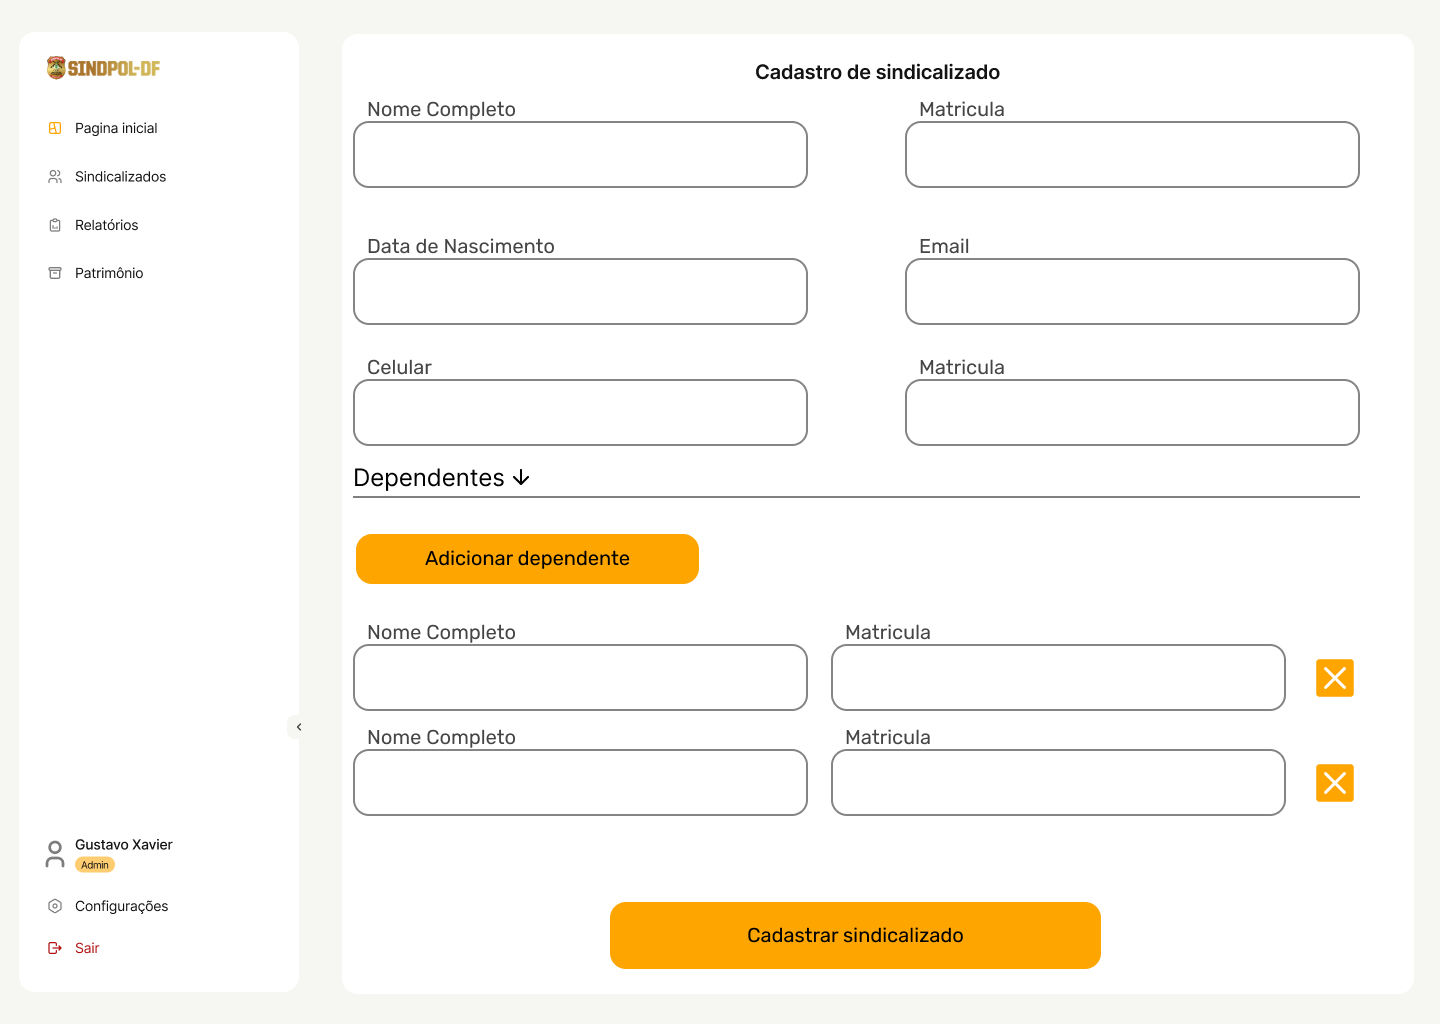 SINDPOL-DF
Pagina inicial
Sindicalizados
Relatórios
Patrimônio
Gustavo Xavier
Admin
Configurações
Sair
Cadastro de sindicalizado
Nome Completo
Matricula
Data de Nascimento
Email
Celular
Matricula
Dependentes
Adicionar dependente
Nome Completo
Matricula
Nome Completo
Matricula
Cadastrar sindicalizado